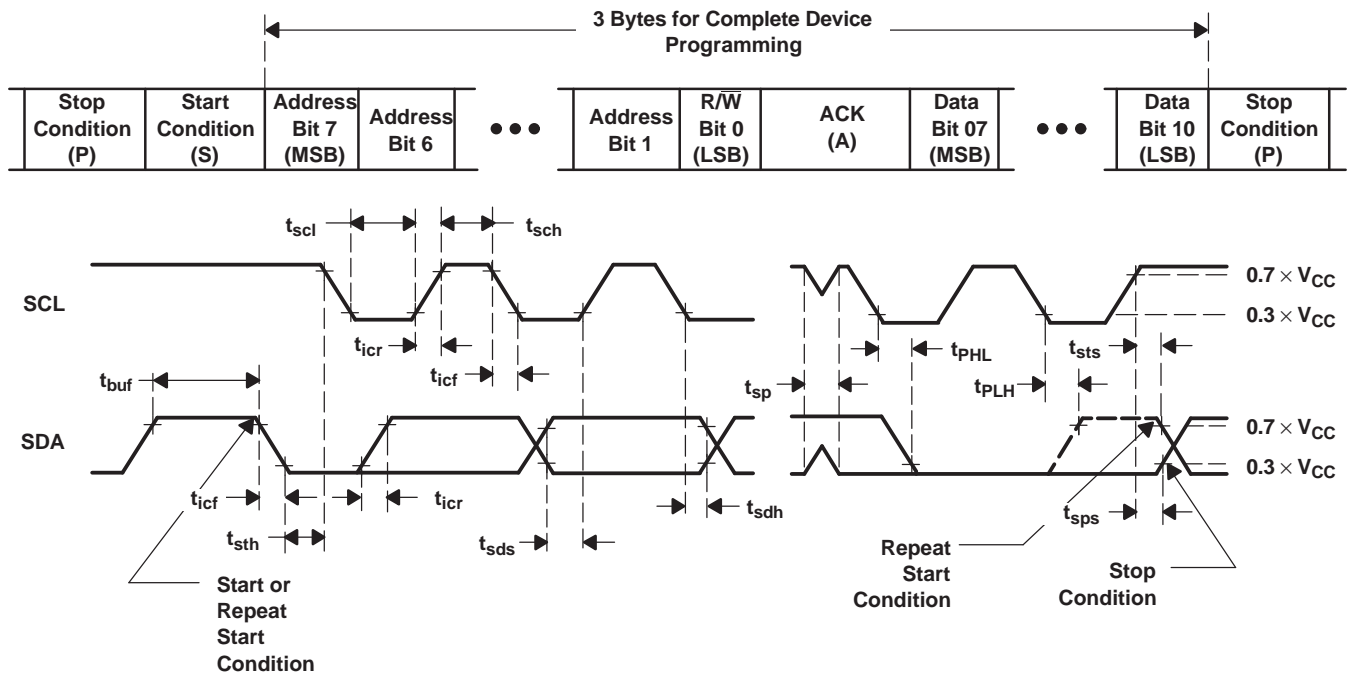 3 Bytes for Complete Device
Programming
Stop
Condition
(P)
Start
Condition
(S)
Address
Bit 7
(MSB)
Address
Bit 6
•••
Address
Bit 1
R/W̅
Bit 0
(LSB)
ACK
(A)
Data
Bit 07
(MSB)
•••
Data
Bit 10
(LSB)
Stop
Condition
(P)
tscl
tsch
SCL
0.7 × VCC
0.3 × VCC
ticr
ticf
tbuf
tsp
tPHL
tPLH
tsts
SDA
0.7 × VCC
0.3 × VCC
ticf
ticr
tsth
tsds
tsdh
tsps
Start or
Repeat
Start
Condition
Repeat
Start
Condition
Stop
Condition